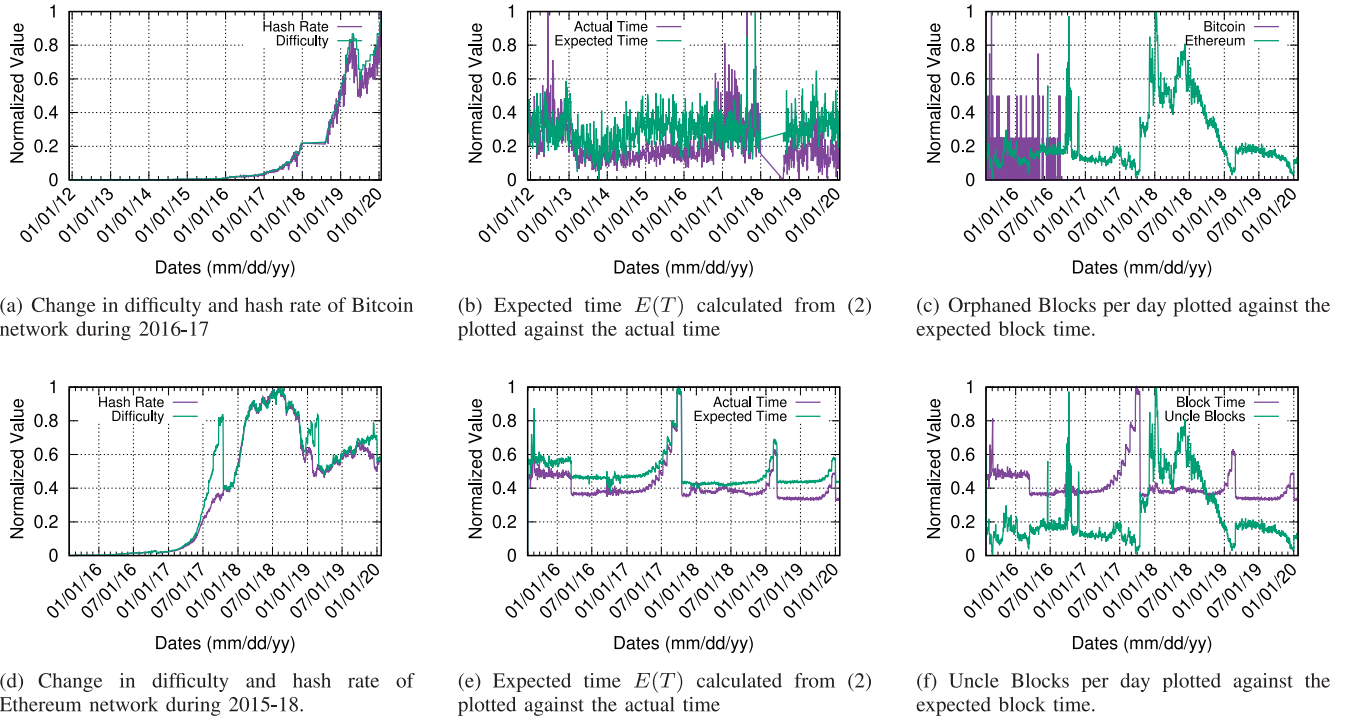 Normalized Value
1
0.8
0.6
0.4
0.2
0
Hash Rate
Difficulty
01/01/12
01/01/13
01/01/14
01/01/15
01/01/16
01/01/17
01/01/18
01/01/19
01/01/20
Dates (mm/dd/yy)
(a) Change in difficulty and hash rate of Bitcoin
network during 2016-17
Normalized Value
1
0.8
0.6
0.4
0.2
0
Actual Time
Expected Time
01/01/12
01/01/13
01/01/14
01/01/15
01/01/16
01/01/17
01/01/18
01/01/19
01/01/20
Dates (mm/dd/yy)
(b) Expected time E(T) calculated from (2)
plotted against the actual time
Normalized Value
1
0.8
0.6
0.4
0.2
0
Bitcoin
Ethereum
01/01/16
07/01/16
01/01/17
07/01/17
01/01/18
07/01/18
01/01/19
07/01/19
01/01/20
Dates (mm/dd/yy)
(c) Orphaned Blocks per day plotted against the
expected block time.
Normalized Value
1
0.8
0.6
0.4
0.2
0
Hash Rate
Difficulty
01/01/16
07/01/16
01/01/17
07/01/17
01/01/18
07/01/18
01/01/19
07/01/19
01/01/20
Dates (mm/dd/yy)
(d) Change in difficulty and hash rate of
Ethereum network during 2015-18.
Normalized Value
1
0.8
0.6
0.4
0.2
0
Actual Time
Expected Time
01/01/16
07/01/16
01/01/17
07/01/17
01/01/18
07/01/18
01/01/19
07/01/19
01/01/20
Dates (mm/dd/yy)
(e) Expected time E(T) calculated from (2)
plotted against the actual time
Normalized Value
1
0.8
0.6
0.4
0.2
0
Block Time
Uncle Blocks
01/01/16
07/01/16
01/01/17
07/01/17
01/01/18
07/01/18
01/01/19
07/01/19
01/01/20
Dates (mm/dd/yy)
(f) Uncle Blocks per day plotted against the
expected block time.